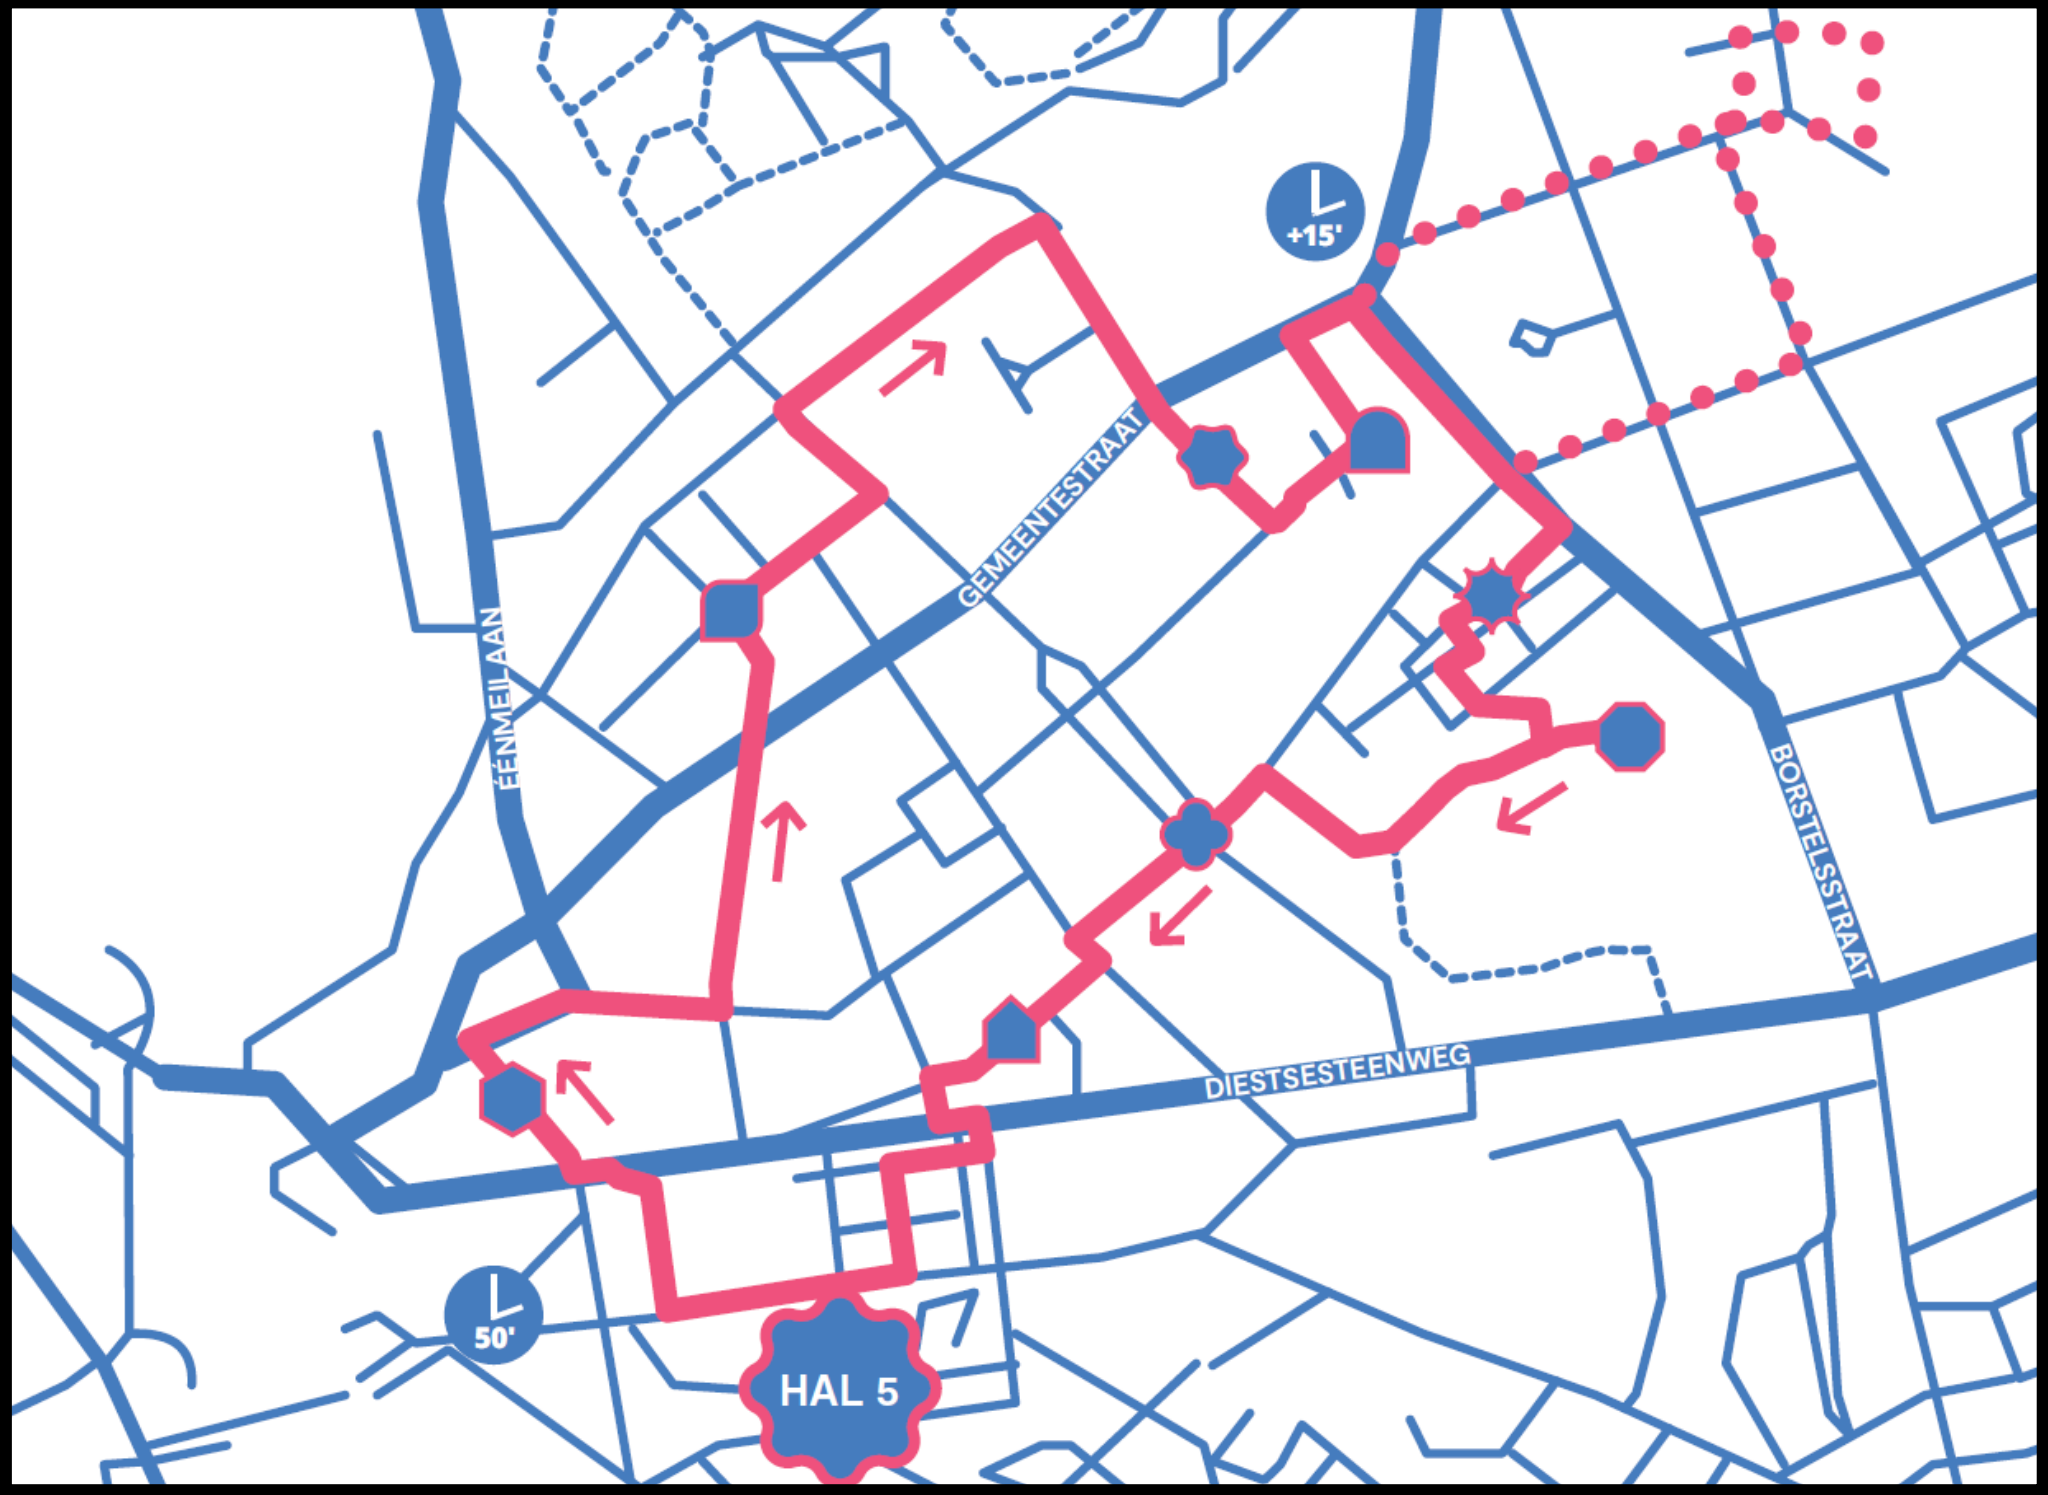 +15'
GEMEENTESTRAAT
ÉÉNMEILAAN
BORSTELSSTRAAT
DIESTSESTEENWEG
50'
HAL 5